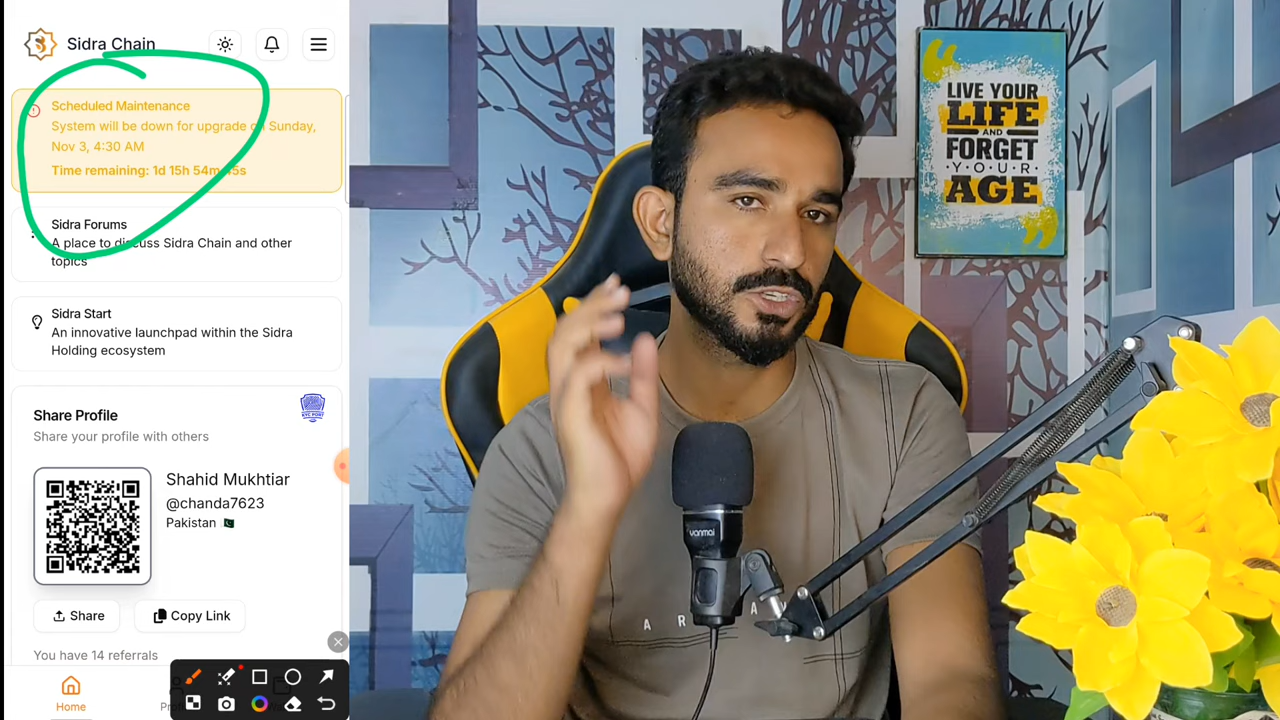 Sidra Chain
Scheduled Maintenance
System will be down for upgrade on Sunday,
Nov 3, 4:30 AM
Time remaining: 1d 15h 54m 45s
Sidra Forums
A place to discuss Sidra Chain and other
topics
Sidra Start
An innovative launchpad within the Sidra
Holding ecosystem
Share Profile
Share your profile with others
KYC PORT
Shahid Mukhtiar
@chanda7623
Pakistan
Share
Copy Link
You have 14 referrals
Home
LIVE YOUR
LIFE
AND
FORGET
·Y·O·U·R·
AGE
vanmai
A R